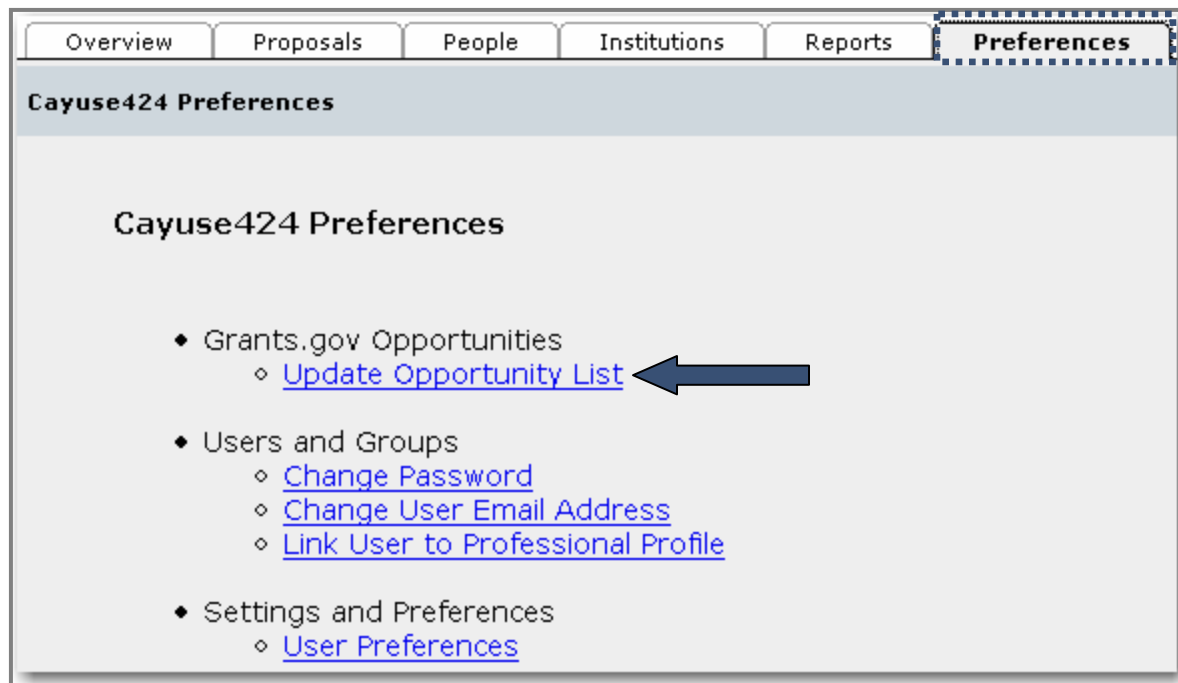 Overview Proposals People Institutions Reports Preferences
Cayuse424 Preferences
Cayuse424 Preferences
Grants.gov Opportunities
Update Opportunity List
Users and Groups
Change Password
Change User Email Address
Link User to Professional Profile
Settings and Preferences
User Preferences